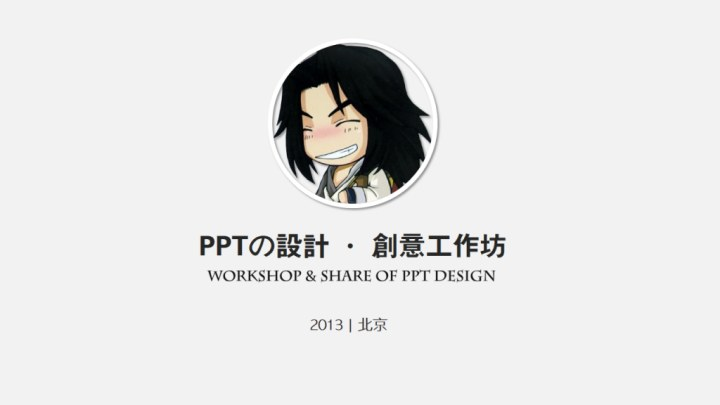 PPTの設計 · 創意工作坊
WORKSHOP & SHARE OF PPT DESIGN
2013 | 北京